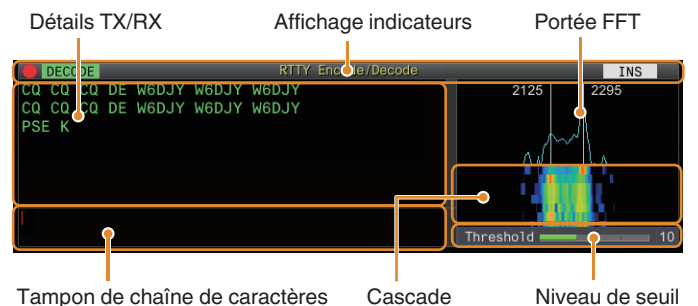 Détails TX/RX
Affichage indicateurs
Portée FFT
DECODE
RTTY Encode/Decode
INS
CQ CQ CQ DE W6DJY W6DJY W6DJY
CQ CQ CQ DE W6DJY W6DJY W6DJY
PSE K
2125
2295
Threshold
10
Tampon de chaîne de caractères
Cascade
Niveau de seuil